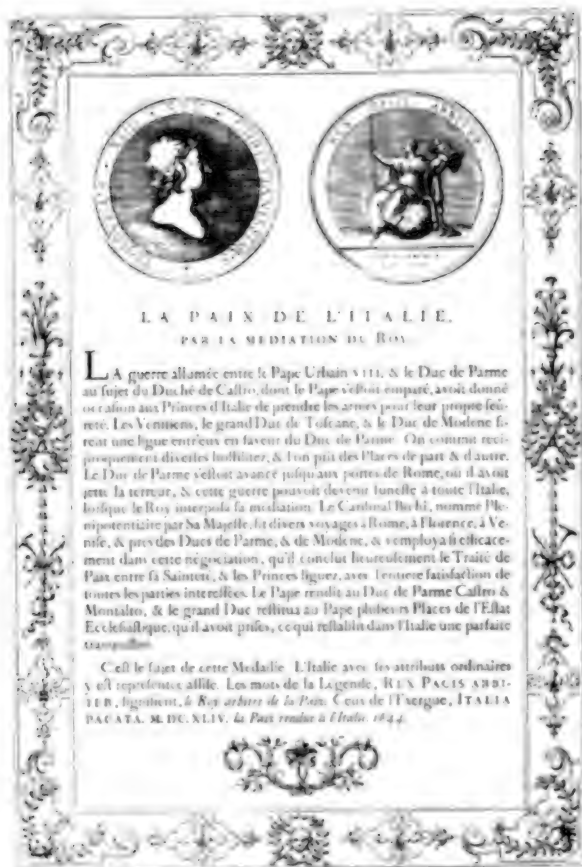 LA PAIX DE L'ITALIE,
PAR LA MEDIATION DU ROY.
LA guerre allumée entre le Pape Urbain VIII, & le Duc de Parme
au sujet du Duché de Castro, dont le Pape s'estoit emparé, avoit donné
occasion aux Princes d'Italie de prendre les armes pour leur propre seû-
reté. Les Venitiens, le grand Duc de Toscane, & le Duc de Modene fi-
rent une ligue entr'eux en faveur du Duc de Parme. On commit reci-
proquement diverses hostilitez, & l'on prit des Places de part & d'autre.
Le Duc de Parme s'estoit avancé jusqu'aux portes de Rome, où il avoit
jetté la terreur, & cette guerre pouvoit devenir funeste à toute l'Italie,
lorsque le Roy interposa sa mediation. Le Cardinal Bichi, nommé Ple-
nipotentiaire par Sa Majesté, fit divers voyages à Rome, à Florence, à Ve-
nise, & prés des Ducs de Parme, & de Modene, & s'employa si efficace-
ment dans cette négociation, qu'il conclut heureusement le Traité de
Paix entre sa Sainteté, & les Princes liguez, avec l'entiere satisfaction de
toutes les parties interessées. Le Pape rendit au Duc de Parme Castro &
Montalto, & le grand Duc restitua au Pape plusieurs Places de l'Estat
Ecclesiastique, qu'il avoit prises, ce qui restablit dans l'Italie une parfaite
tranquillité.
C'est le sujet de cette Medaille. L'Italie avec ses attributs ordinaires
y est representée assise. Les mots de la Legende, REX PACIS ARBI-
TER, signifient, le Roy arbitre de la Paix. Ceux de l'Exergue, ITALIA
PACATA. M. DC. XLIV. la Paix rendue à l'Italie. 1644.